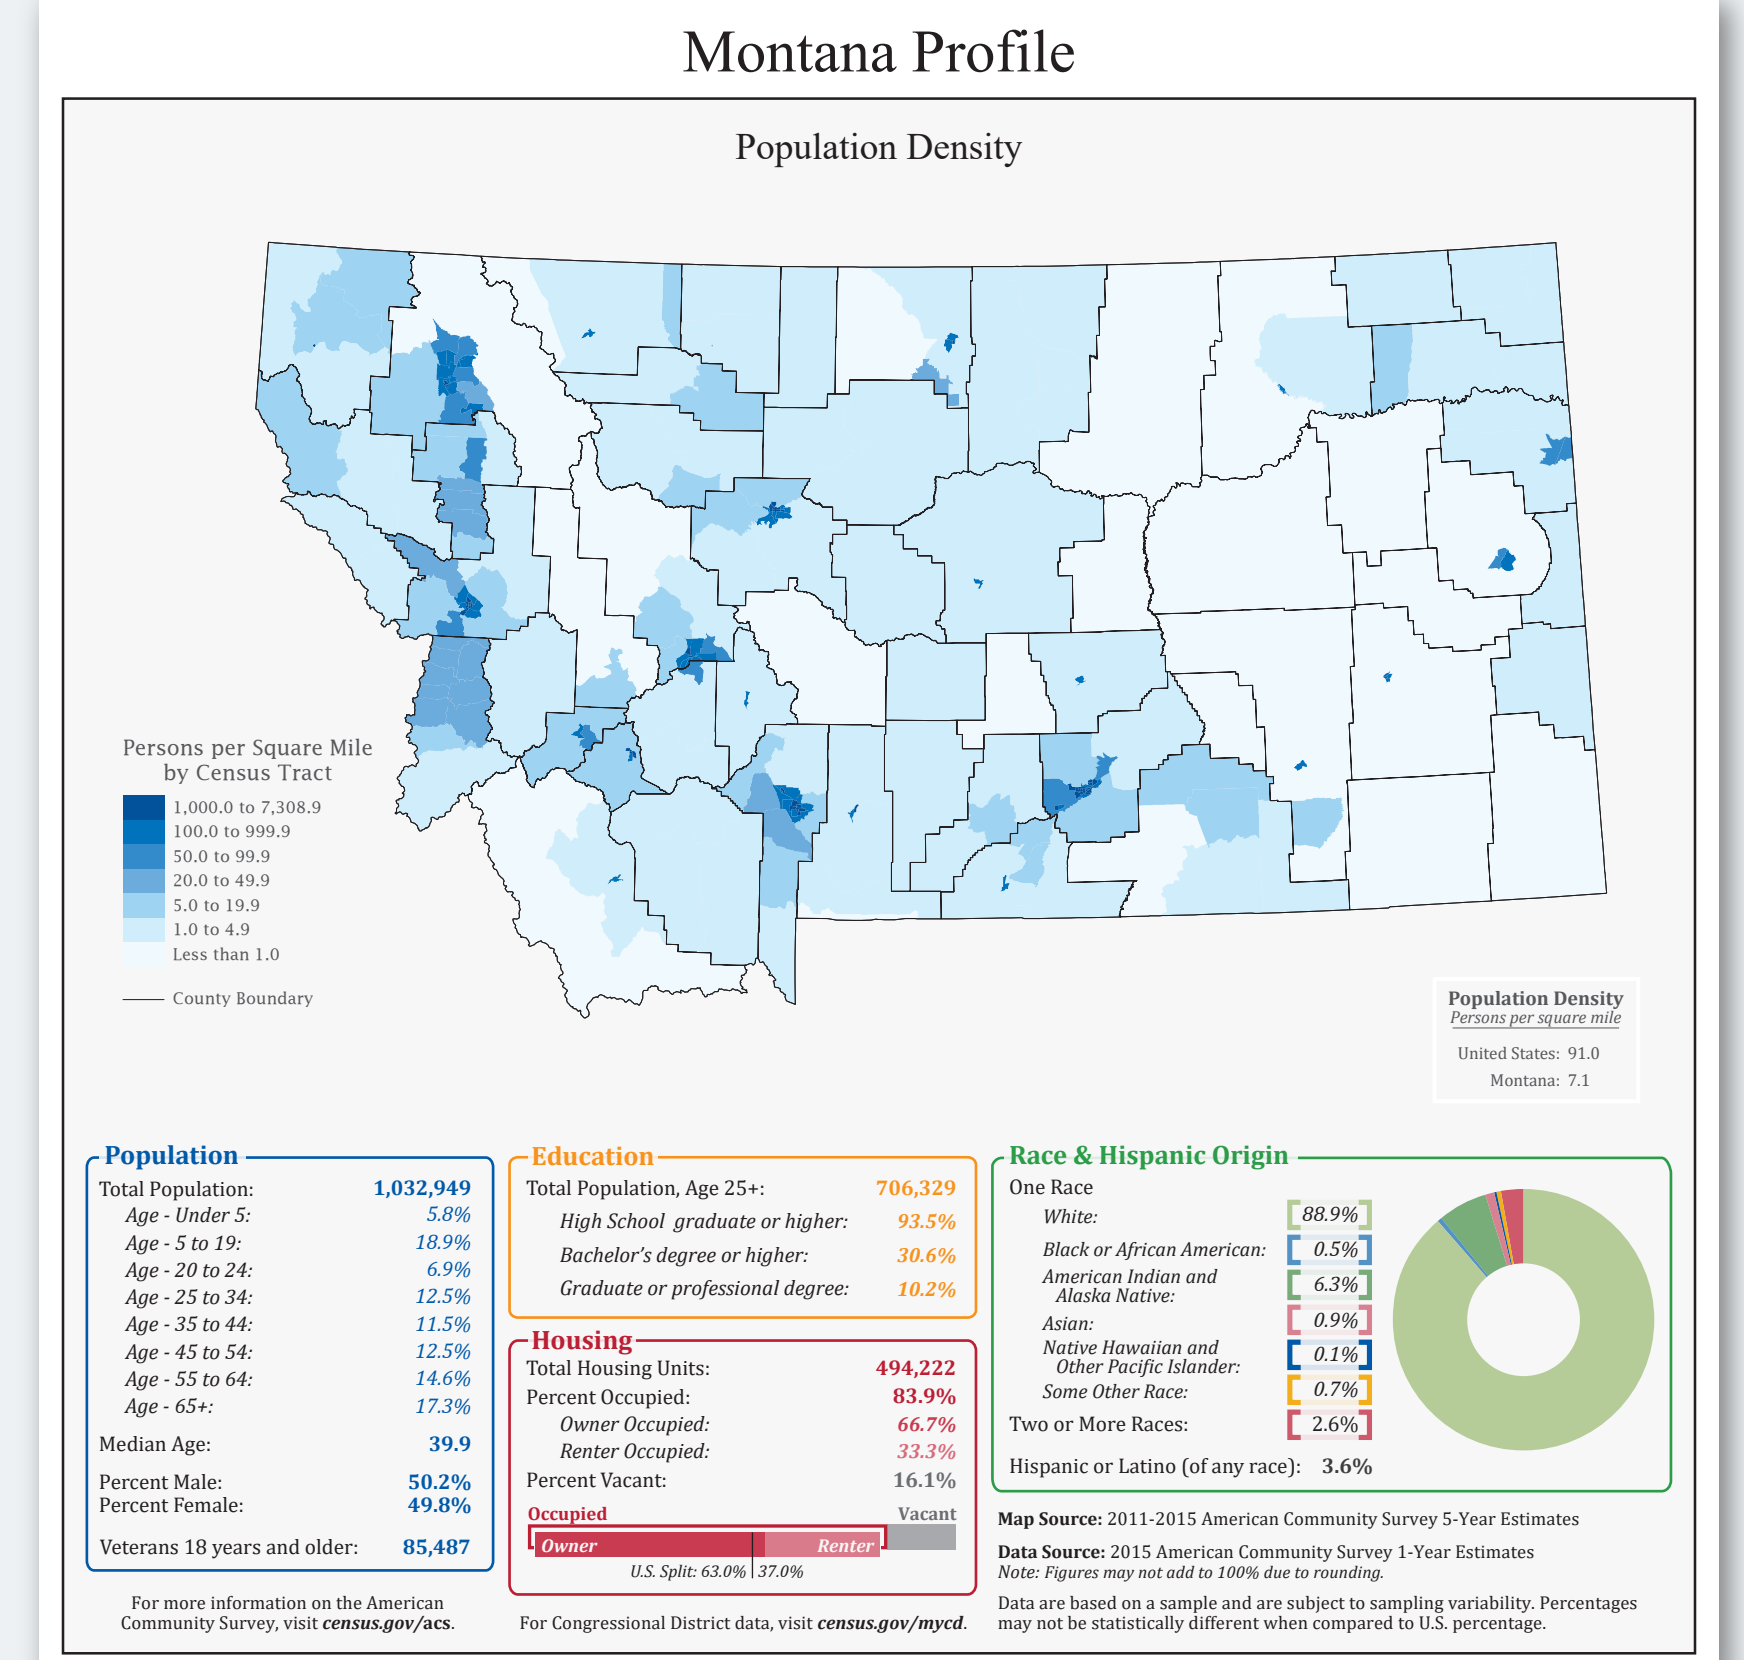 Montana Profile
Population Density
Persons per Square Mile
by Census Tract
1,000.0 to 7,308.9
100.0 to 999.9
50.0 to 99.9
20.0 to 49.9
5.0 to 19.9
1.0 to 4.9
Less than 1.0
County Boundary
Population Density
Persons per square mile
United States: 91.0
Montana: 7.1
Population
Total Population: 1,032,949
Age - Under 5: 5.8%
Age - 5 to 19: 18.9%
Age - 20 to 24: 6.9%
Age - 25 to 34: 12.5%
Age - 35 to 44: 11.5%
Age - 45 to 54: 12.5%
Age - 55 to 64: 14.6%
Age - 65+: 17.3%
Median Age: 39.9
Percent Male: 50.2%
Percent Female: 49.8%
Veterans 18 years and older: 85,487
For more information on the American
Community Survey, visit census.gov/acs.
Education
Total Population, Age 25+: 706,329
High School graduate or higher: 93.5%
Bachelor's degree or higher: 30.6%
Graduate or professional degree: 10.2%
Housing
Total Housing Units: 494,222
Percent Occupied: 83.9%
Owner Occupied: 66.7%
Renter Occupied: 33.3%
Percent Vacant: 16.1%
Occupied Vacant
Owner Renter
U.S. Split: 63.0% 37.0%
For Congressional District data, visit census.gov/mycd.
Race & Hispanic Origin
One Race
White: 88.9%
Black or African American: 0.5%
American Indian and
Alaska Native: 6.3%
Asian: 0.9%
Native Hawaiian and
Other Pacific Islander: 0.1%
Some Other Race: 0.7%
Two or More Races: 2.6%
Hispanic or Latino (of any race): 3.6%
Map Source: 2011-2015 American Community Survey 5-Year Estimates
Data Source: 2015 American Community Survey 1-Year Estimates
Note: Figures may not add to 100% due to rounding.
Data are based on a sample and are subject to sampling variability. Percentages
may not be statistically different when compared to U.S. percentage.